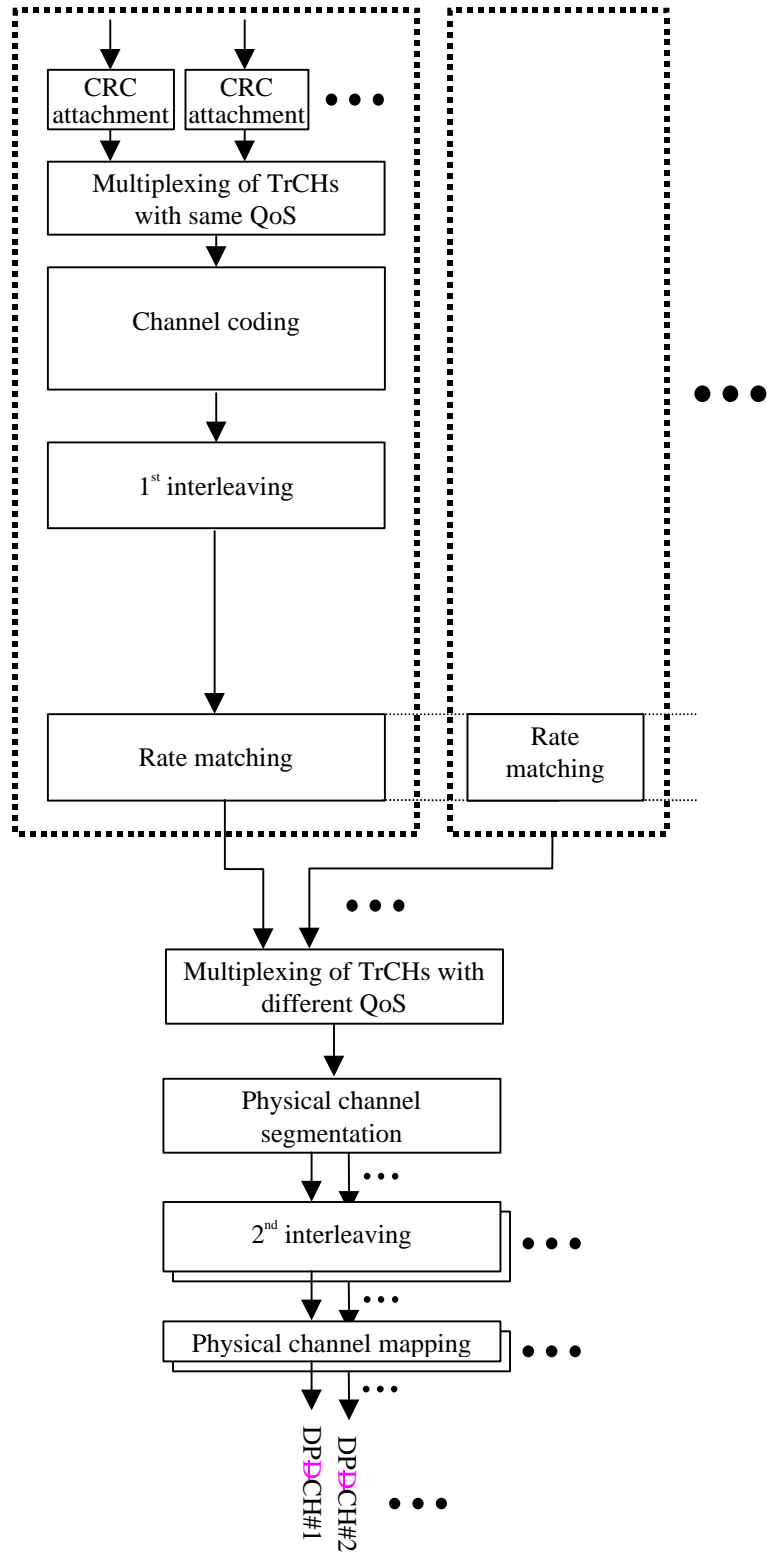 CRC
attachment
CRC
attachment
Multiplexing of TrCHs
with same QoS
Channel coding
1st interleaving
Rate matching
Rate
matching
Multiplexing of TrCHs with
different QoS
Physical channel
segmentation
2nd interleaving
Physical channel mapping
DPDCH#1
DPDCH#2